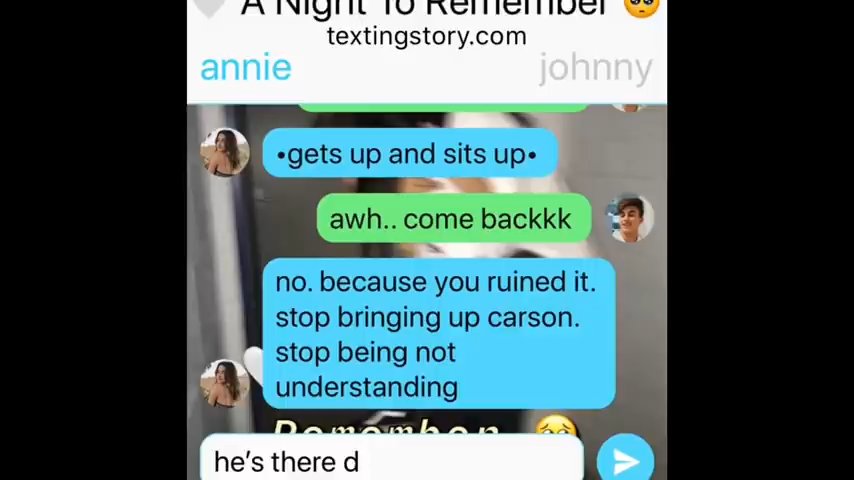 A Night To Remember 🥺
textingstory.com
annie
johnny
•gets up and sits up•
awh.. come backkk
no. because you ruined it.
stop bringing up carson.
stop being not
understanding
Remember 🥺
he's there d